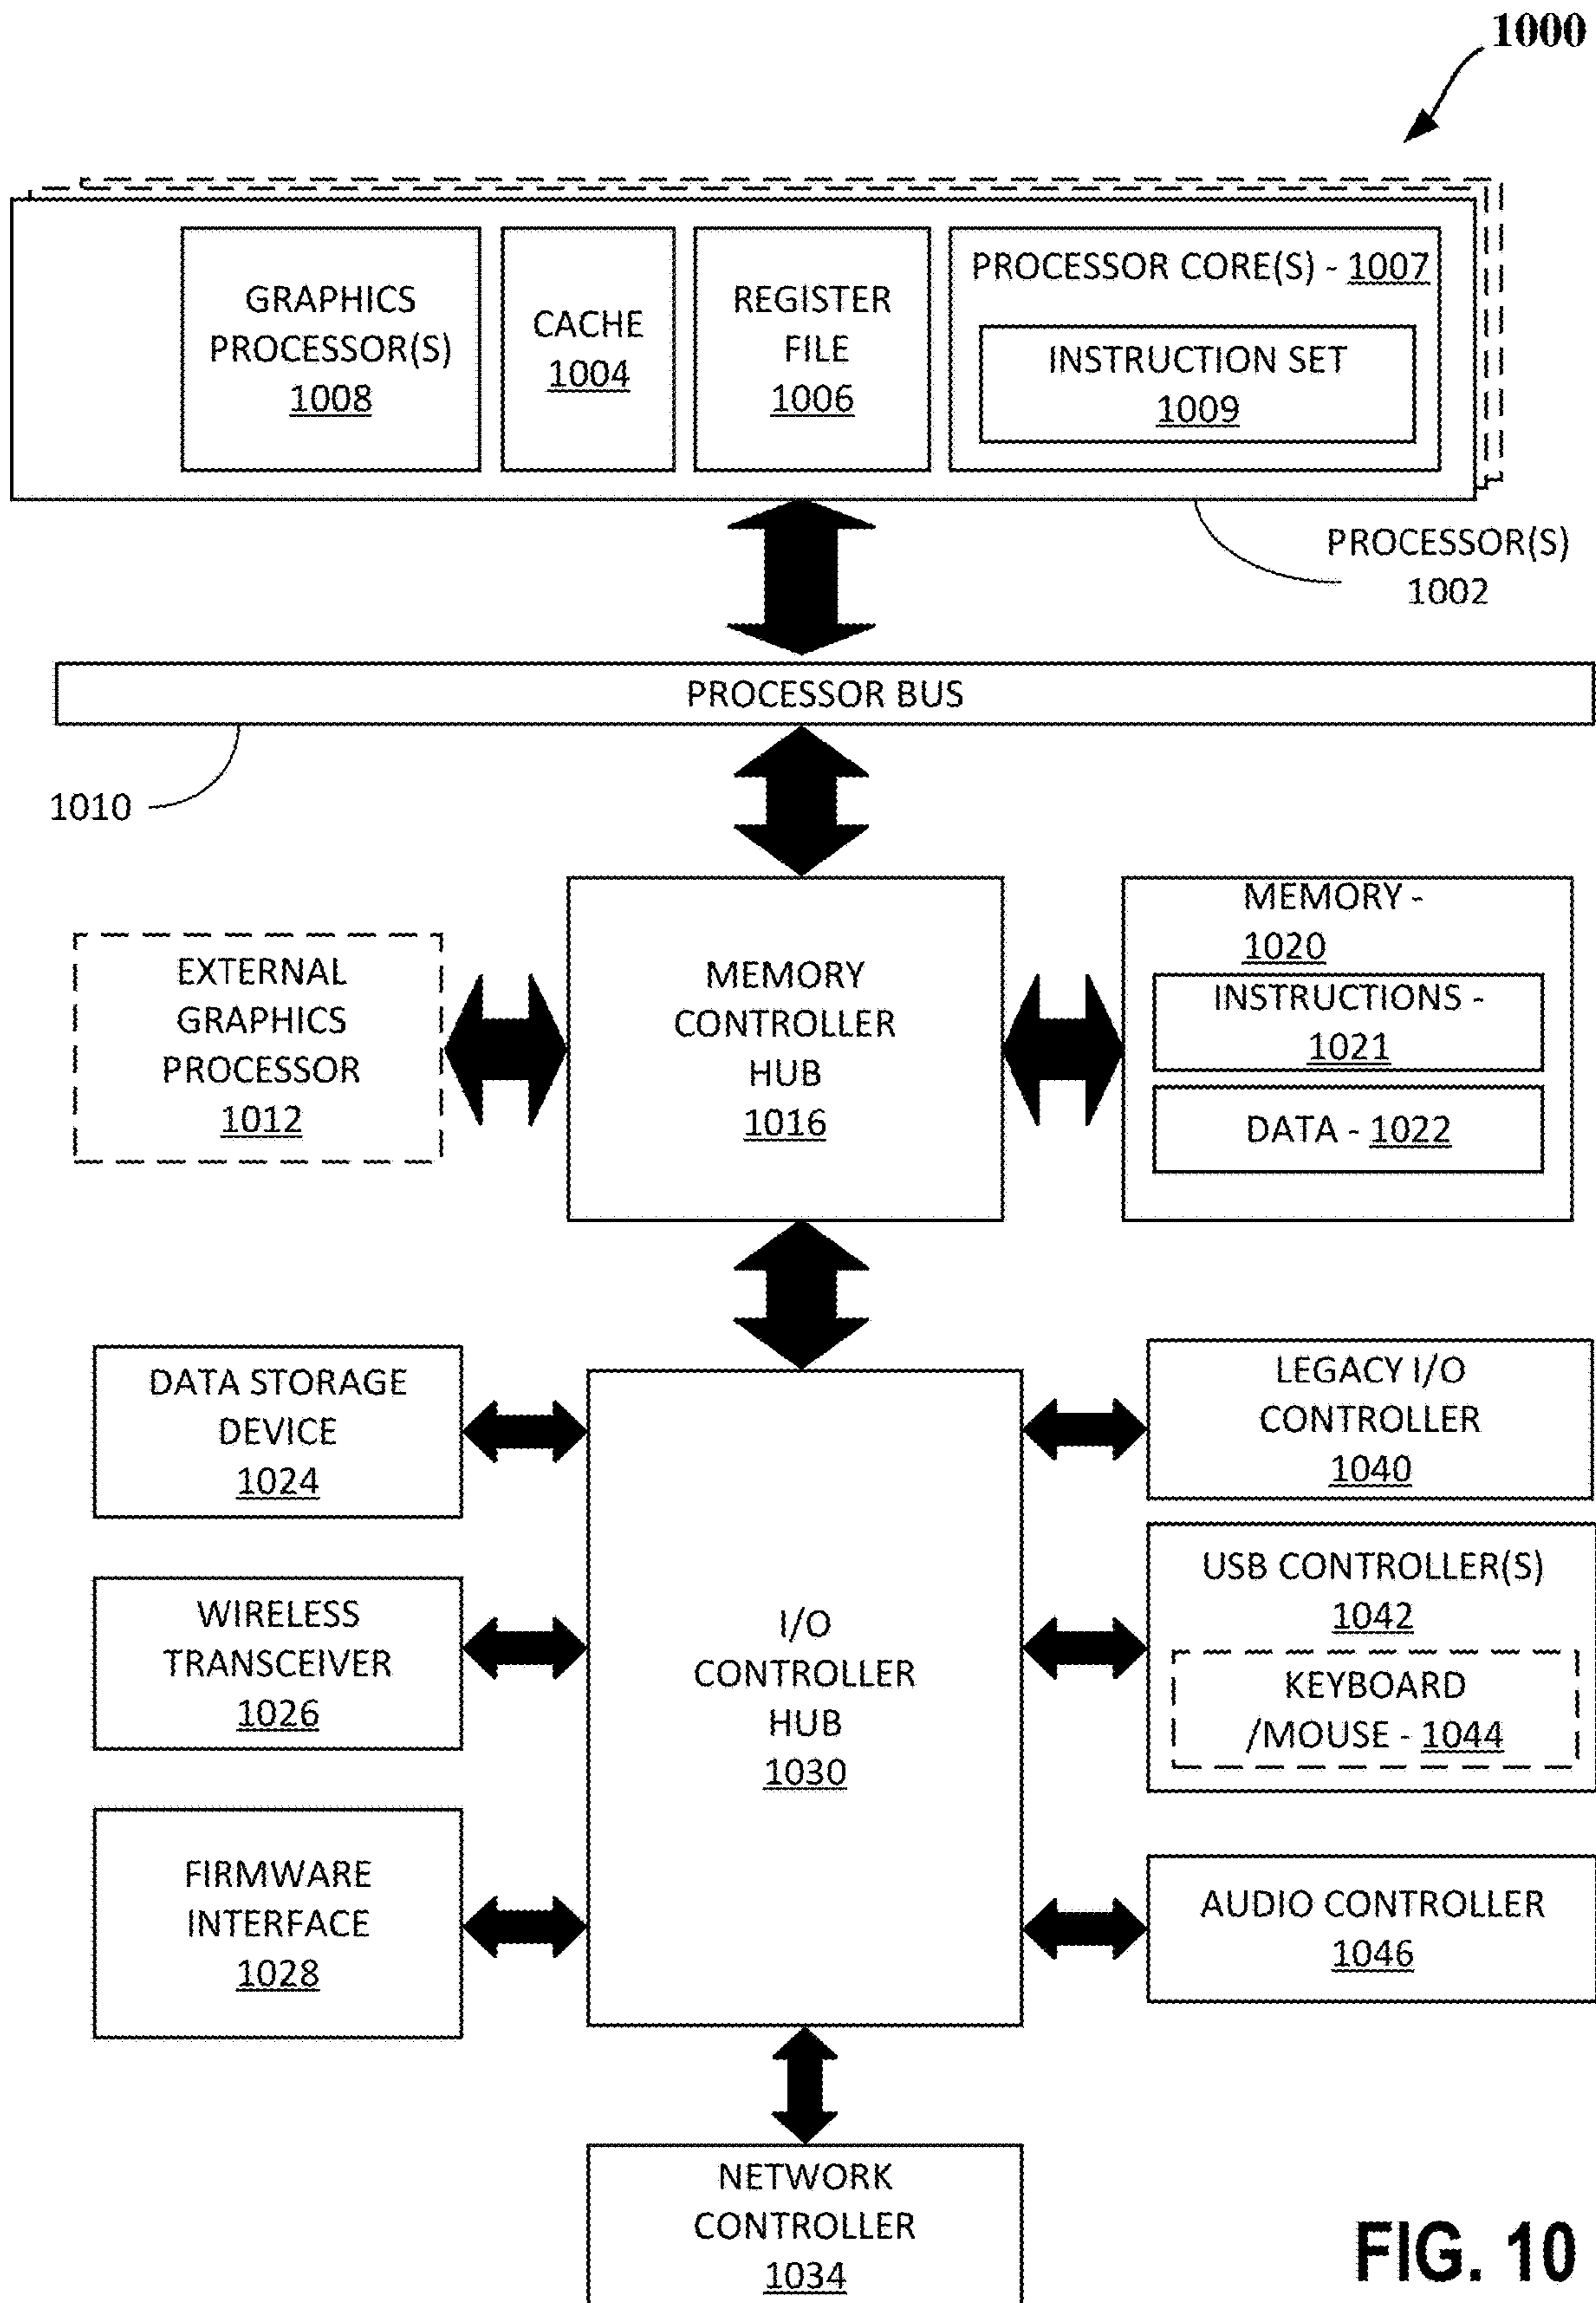 1000
GRAPHICS
PROCESSOR(S)
1008
CACHE
1004
REGISTER
FILE
1006
PROCESSOR CORE(S) - 1007
INSTRUCTION SET
1009
PROCESSOR(S)
1002
PROCESSOR BUS
1010
EXTERNAL
GRAPHICS
PROCESSOR
1012
MEMORY
CONTROLLER
HUB
1016
MEMORY -
1020
INSTRUCTIONS -
1021
DATA - 1022
DATA STORAGE
DEVICE
1024
WIRELESS
TRANSCEIVER
1026
FIRMWARE
INTERFACE
1028
I/O
CONTROLLER
HUB
1030
LEGACY I/O
CONTROLLER
1040
USB CONTROLLER(S)
1042
KEYBOARD
/MOUSE - 1044
AUDIO CONTROLLER
1046
NETWORK
CONTROLLER
1034
FIG. 10